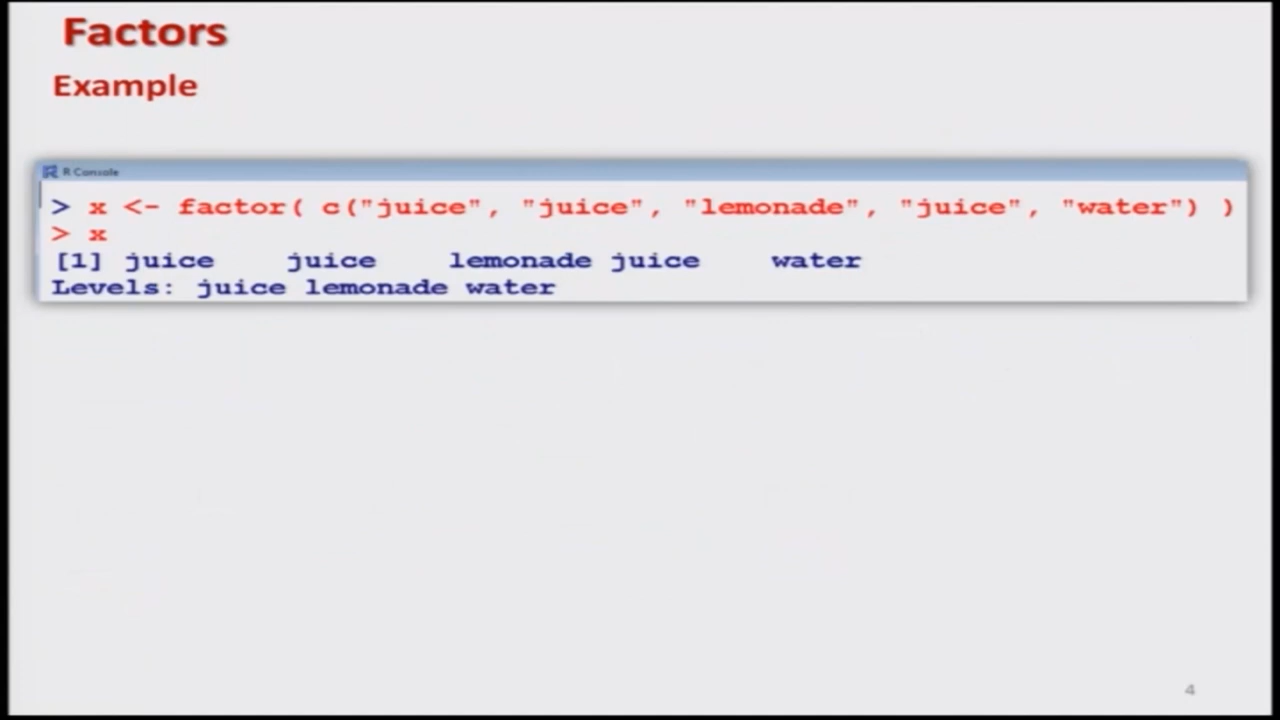 Factors
Example
R Console
> x <- factor( c("juice", "juice", "lemonade", "juice", "water") )
> x
[1] juice    juice    lemonade juice    water
Levels: juice lemonade water
4